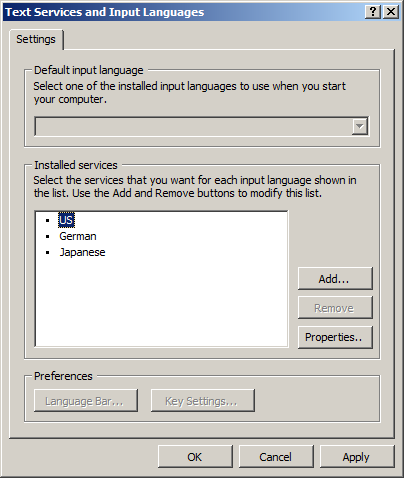 Text Services and Input Languages
Settings
Default input language
Select one of the installed input languages to use when you start
your computer.
Installed services
Select the services that you want for each input language shown in
the list. Use the Add and Remove buttons to modify this list.
US
German
Japanese
Add...
Remove
Properties..
Preferences
Language Bar...
Key Settings...
OK
Cancel
Apply